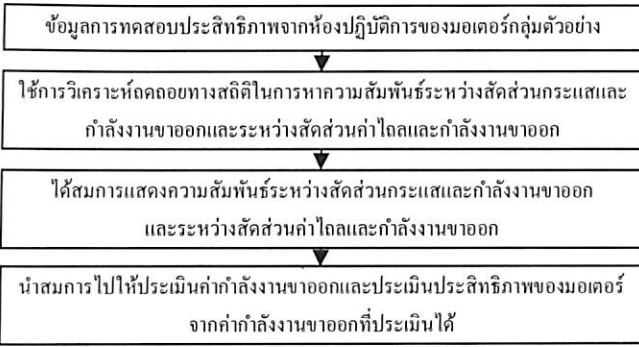 ข้อมูลการทดสอบประสิทธิภาพจากห้องปฏิบัติการของมอเตอร์กลุ่มตัวอย่าง
ใช้การวิเคราะห์ถดถอยทางสถิติในการหาความสัมพันธ์ระหว่างสัดส่วนกระแสและ
กำลังงานขาออกและระหว่างสัดส่วนค่าไถลและกำลังงานขาออก
ได้สมการแสดงความสัมพันธ์ระหว่างสัดส่วนกระแสและกำลังงานขาออก
และระหว่างสัดส่วนค่าไถลและกำลังงานขาออก
นำสมการไปให้ประเมินค่ากำลังงานขาออกและประเมินประสิทธิภาพของมอเตอร์
จากค่ากำลังงานขาออกที่ประเมินได้